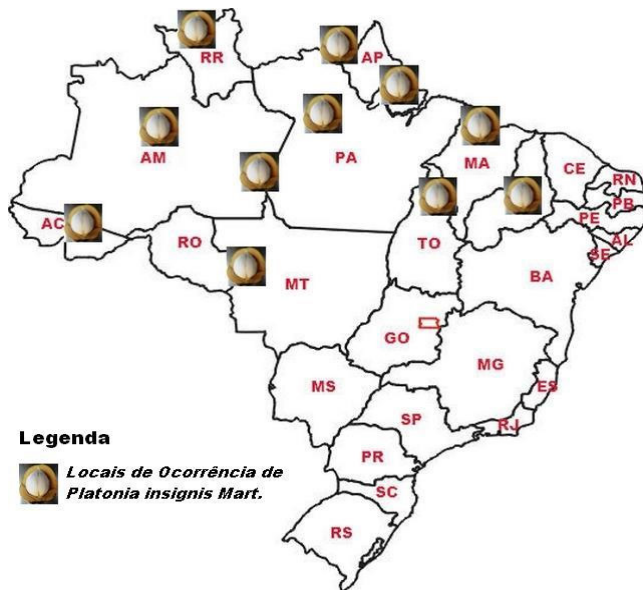 RR
AP
AM
PA
MA
CE
RN
PB
PE
AL
SE
AC
RO
TO
BA
MT
GO
MG
ES
MS
SP
RJ
PR
SC
RS
Legenda
Locais de Ocorrência de
Platonia insignis Mart.